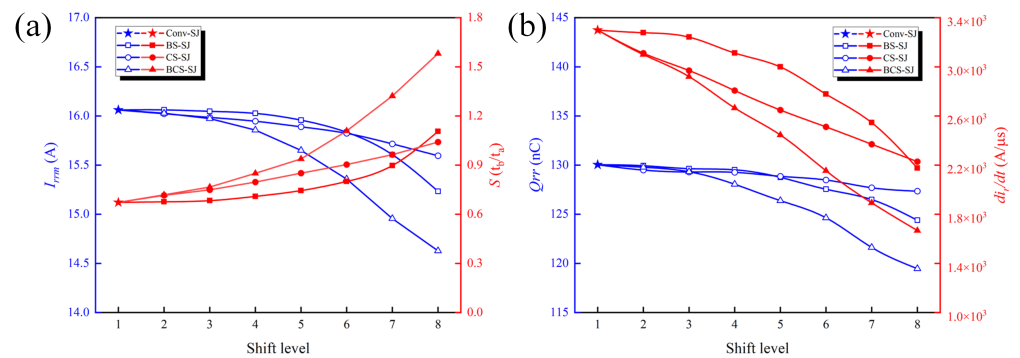 (a)
17.0
16.5
16.0
15.5
15.0
14.5
14.0
I_rrm (A)
Conv-SJ
BS-SJ
CS-SJ
BCS-SJ
1.8
1.5
1.2
0.9
0.6
0.3
0.0
S (t_b/t_a)
1 2 3 4 5 6 7 8
Shift level
(b)
145
140
135
130
125
120
115
Qrr (nC)
Conv-SJ
BS-SJ
CS-SJ
BCS-SJ
3.4×10³
3.0×10³
2.6×10³
2.2×10³
1.8×10³
1.4×10³
1.0×10³
di_r/dt (A/μs)
1 2 3 4 5 6 7 8
Shift level